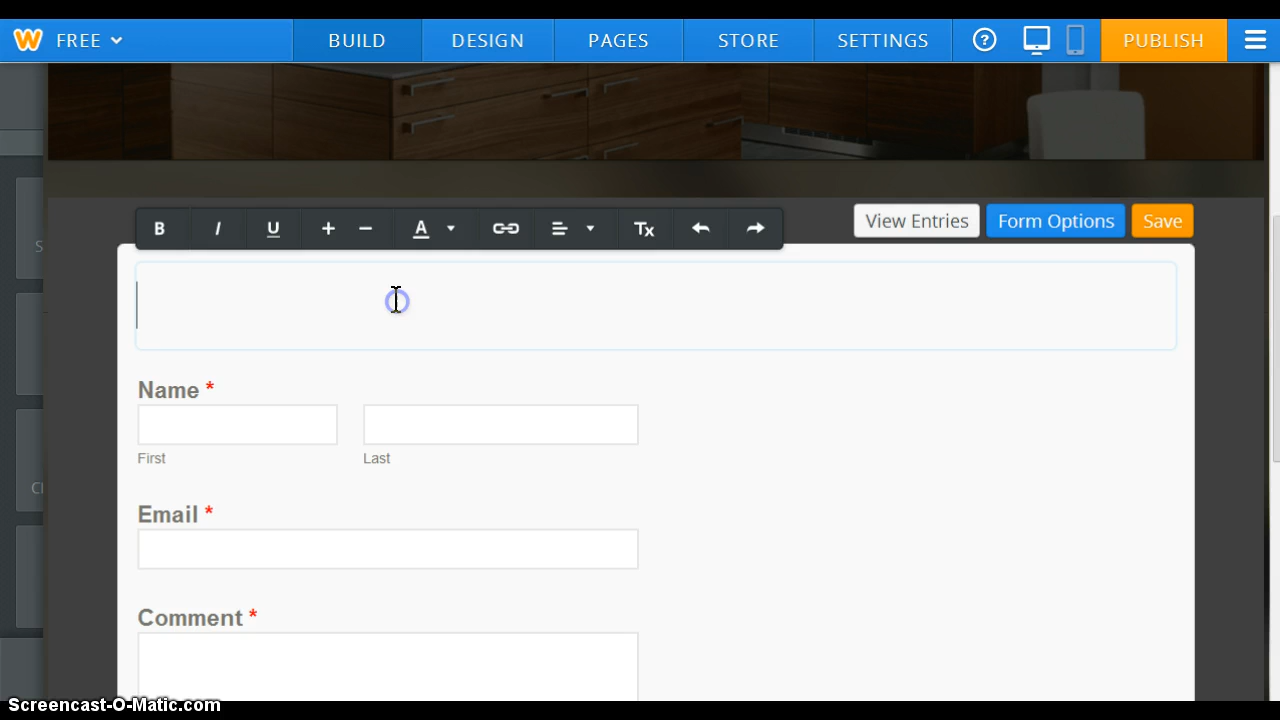 FREE BUILD DESIGN PAGES STORE SETTINGS ? PUBLISH
B I U + − A Tx View Entries Form Options Save
Name *
First Last
Email *
Comment *
Screencast-O-Matic.com